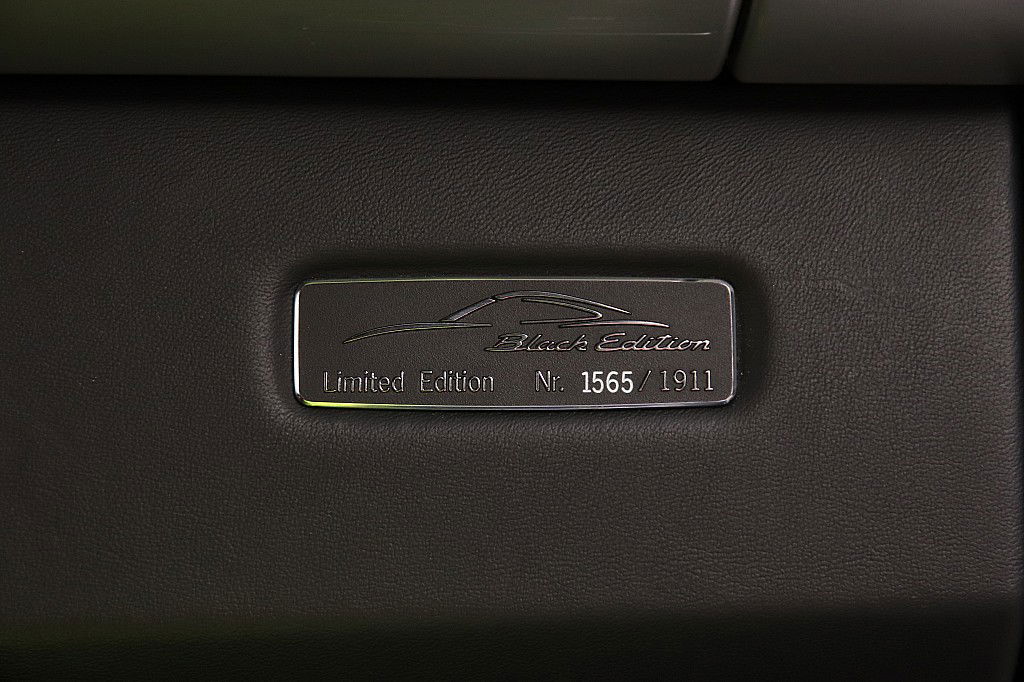 Black Edition
Limited Edition Nr. 1565 / 1911